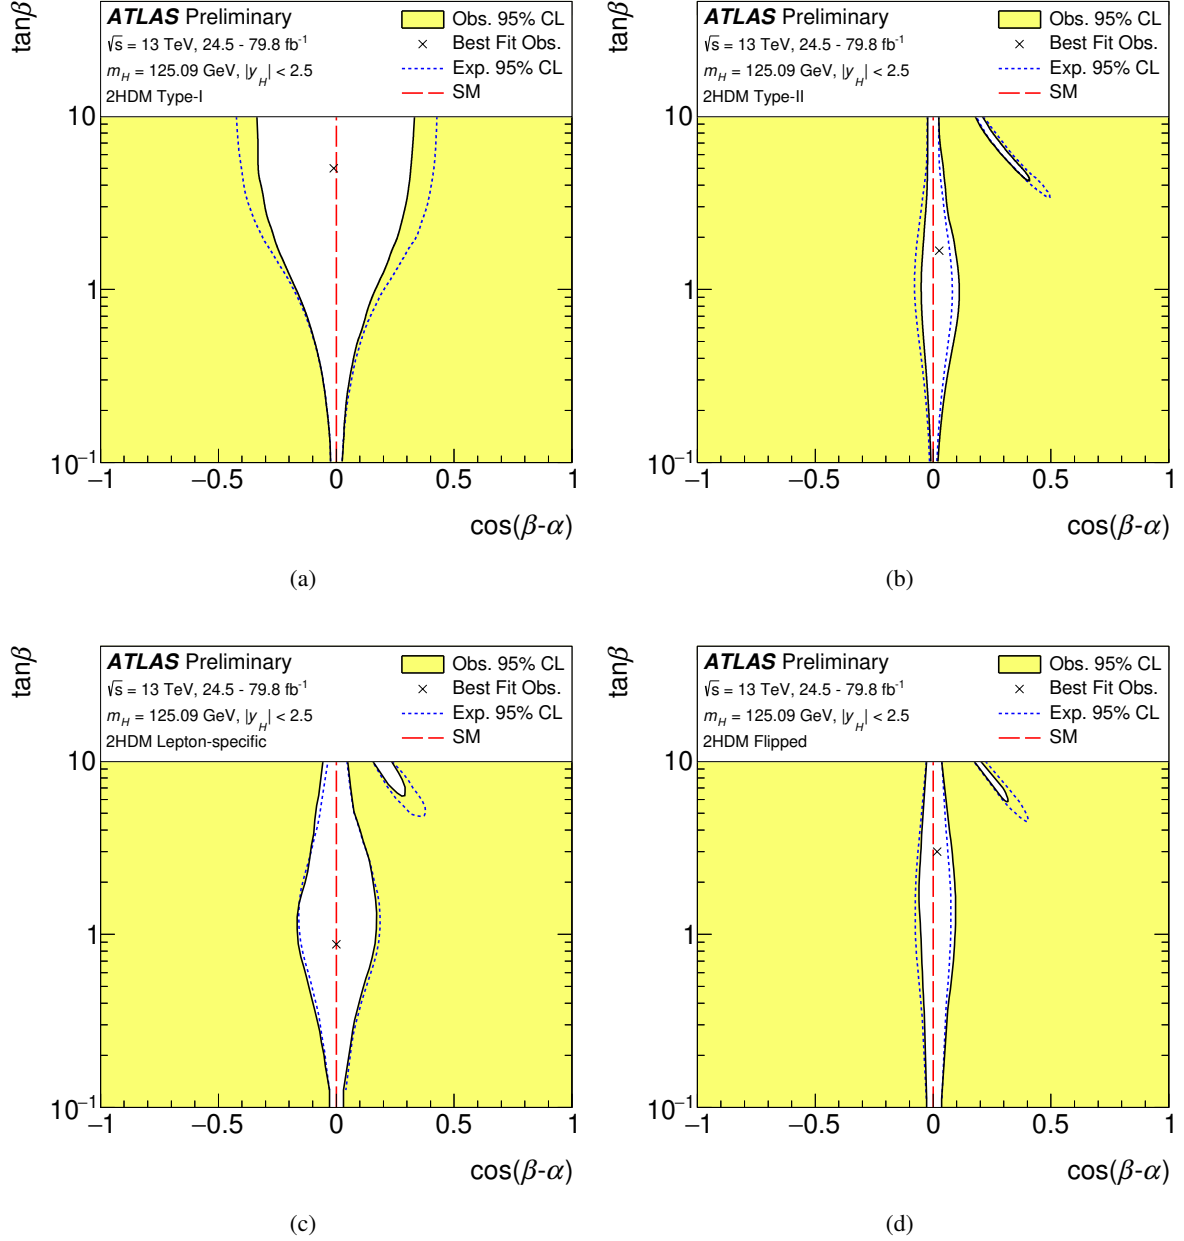 tanβ
ATLAS Preliminary
√s = 13 TeV, 24.5 - 79.8 fb⁻¹
m_H = 125.09 GeV, |y_H| < 2.5
2HDM Type-I
Obs. 95% CL
Best Fit Obs.
Exp. 95% CL
SM
10
1
10⁻¹
−1 −0.5 0 0.5 1
cos(β-α)
(a)
tanβ
ATLAS Preliminary
√s = 13 TeV, 24.5 - 79.8 fb⁻¹
m_H = 125.09 GeV, |y_H| < 2.5
2HDM Type-II
Obs. 95% CL
Best Fit Obs.
Exp. 95% CL
SM
10
1
10⁻¹
−1 −0.5 0 0.5 1
cos(β-α)
(b)
tanβ
ATLAS Preliminary
√s = 13 TeV, 24.5 - 79.8 fb⁻¹
m_H = 125.09 GeV, |y_H| < 2.5
2HDM Lepton-specific
Obs. 95% CL
Best Fit Obs.
Exp. 95% CL
SM
10
1
10⁻¹
−1 −0.5 0 0.5 1
cos(β-α)
(c)
tanβ
ATLAS Preliminary
√s = 13 TeV, 24.5 - 79.8 fb⁻¹
m_H = 125.09 GeV, |y_H| < 2.5
2HDM Flipped
Obs. 95% CL
Best Fit Obs.
Exp. 95% CL
SM
10
1
10⁻¹
−1 −0.5 0 0.5 1
cos(β-α)
(d)